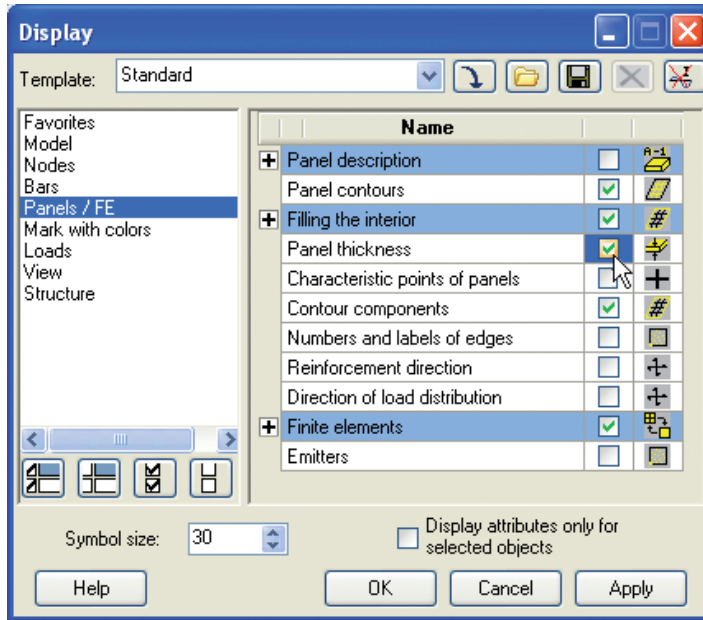 Display
Template: Standard
Favorites
Model
Nodes
Bars
Panels / FE
Mark with colors
Loads
View
Structure
Name
Panel description
A-1
Panel contours
Filling the interior
Panel thickness
Characteristic points of panels
Contour components
Numbers and labels of edges
Reinforcement direction
Direction of load distribution
Finite elements
Emitters
Symbol size: 30
Display attributes only for
selected objects
Help
OK
Cancel
Apply